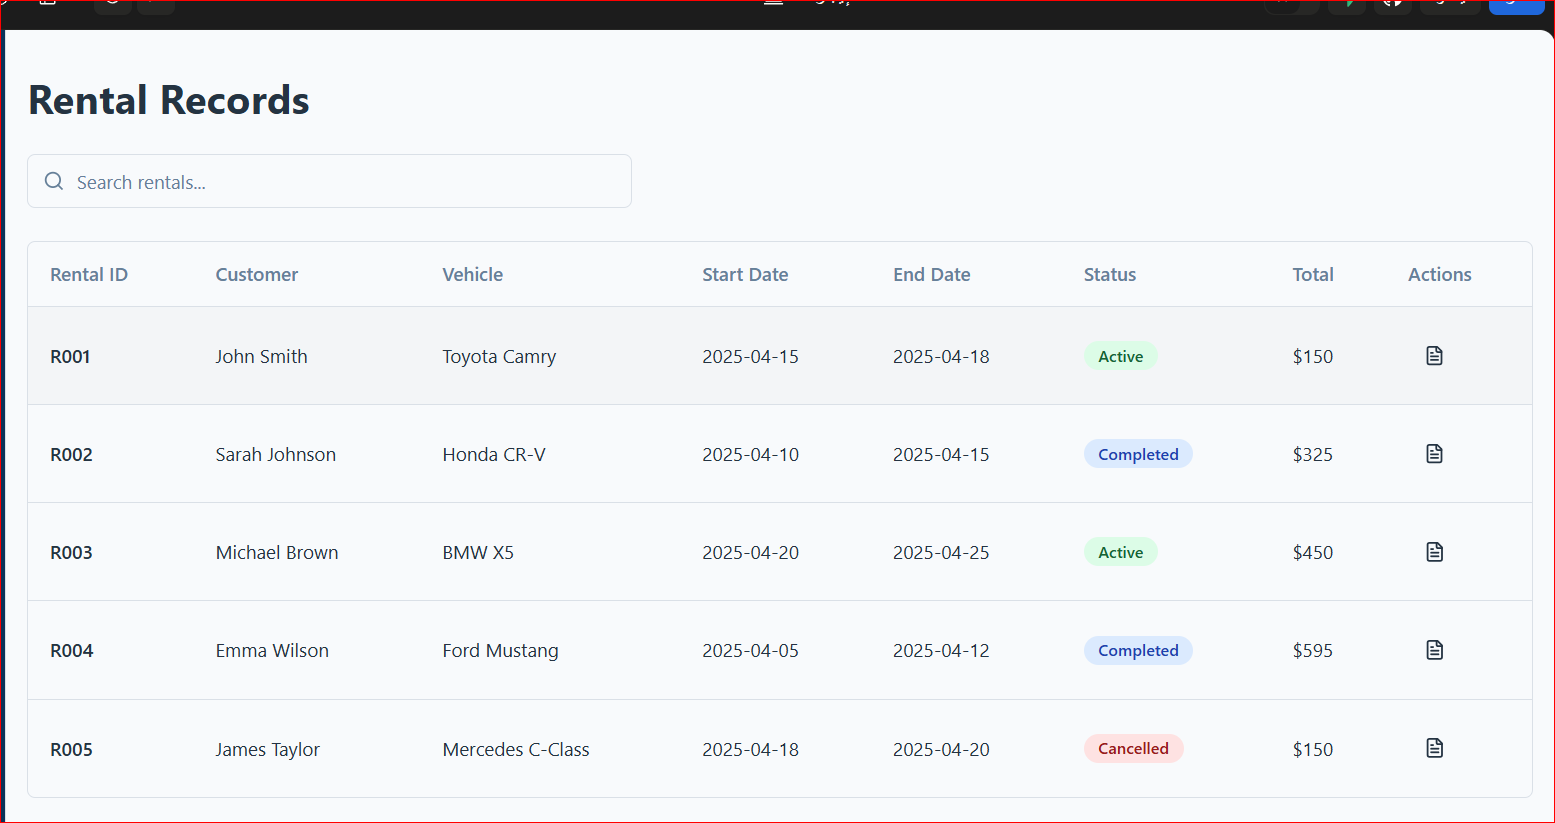 Rental Records
Search rentals...
Rental ID Customer Vehicle Start Date End Date Status Total Actions
R001 John Smith Toyota Camry 2025-04-15 2025-04-18 Active $150
R002 Sarah Johnson Honda CR-V 2025-04-10 2025-04-15 Completed $325
R003 Michael Brown BMW X5 2025-04-20 2025-04-25 Active $450
R004 Emma Wilson Ford Mustang 2025-04-05 2025-04-12 Completed $595
R005 James Taylor Mercedes C-Class 2025-04-18 2025-04-20 Cancelled $150